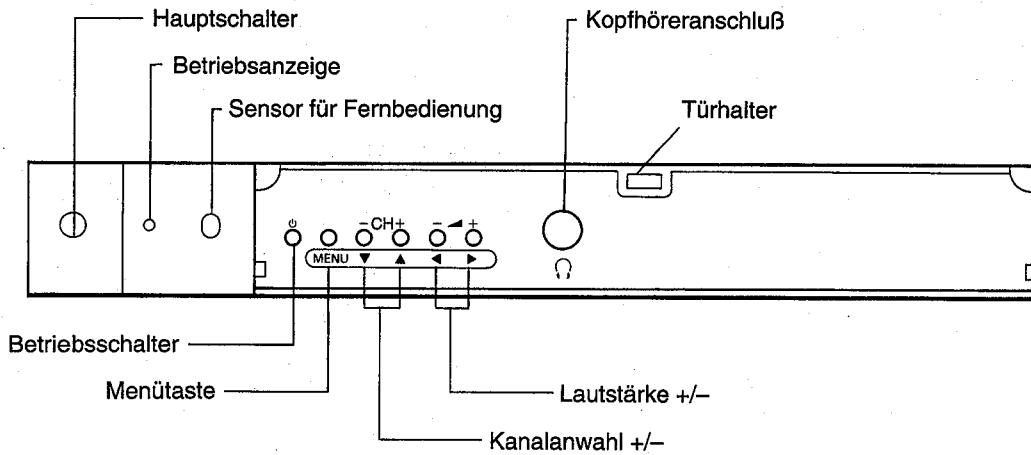 Hauptschalter
Kopfhöreranschluß
Betriebsanzeige
Sensor für Fernbedienung
Türhalter
−CH+ − +
MENU ▼ ▲ ◀ ▶
Betriebsschalter
Menütaste
Lautstärke +/–
Kanalanwahl +/–